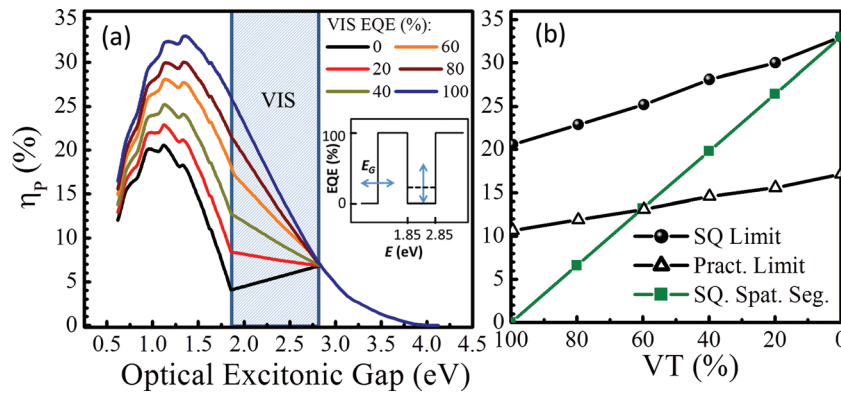 (a)
VIS EQE (%):
0 60
20 80
40 100
VIS
EQE (%)
100
0
E_G
1.85 2.85
E (eV)
η_P (%)
35
30
25
20
15
10
5
0
0.5 1.0 1.5 2.0 2.5 3.0 3.5 4.0 4.5
Optical Excitonic Gap (eV)
(b)
35
30
25
20
15
10
5
0
SQ Limit
Pract. Limit
SQ. Spat. Seg.
100 80 60 40 20 0
VT (%)